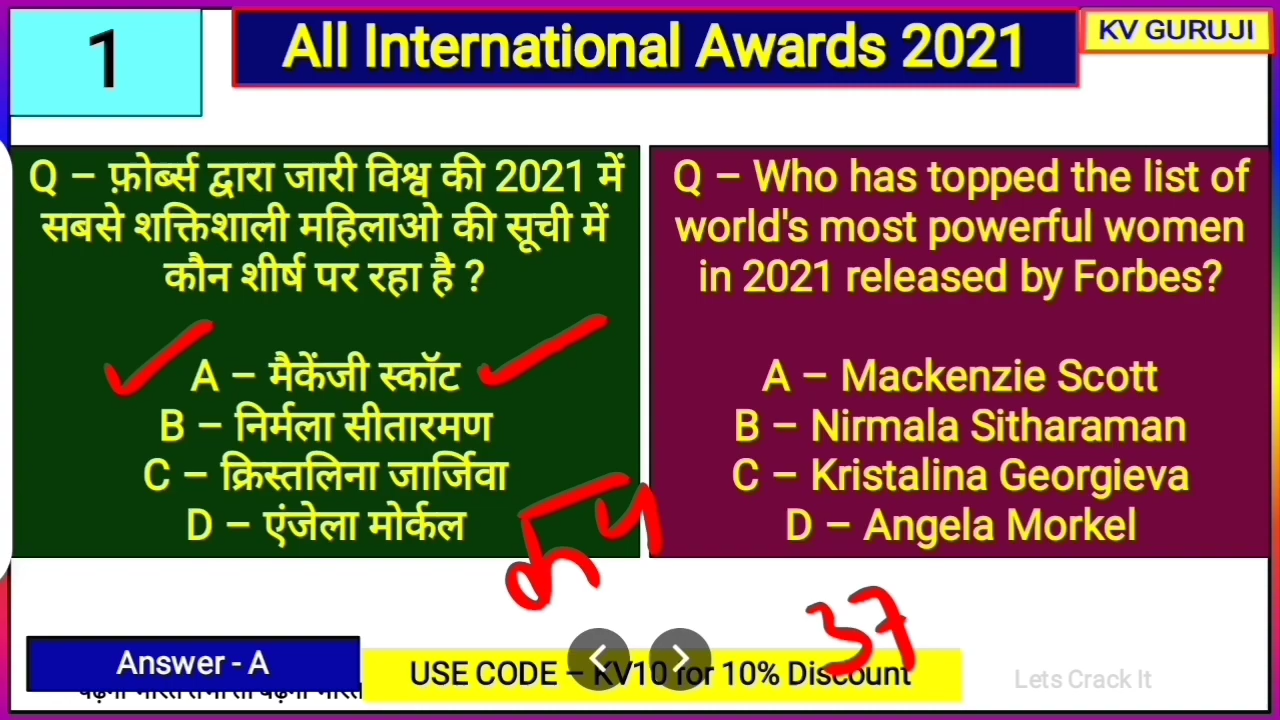 1
All International Awards 2021
KV GURUJI
Q – फ़ोर्ब्स द्वारा जारी विश्व की 2021 में
सबसे शक्तिशाली महिलाओ की सूची में
कौन शीर्ष पर रहा है ?
A – मैकेंजी स्कॉट
B – निर्मला सीतारमण
C – क्रिस्तलिना जार्जिवा
D – एंजेला मोर्कल
Q – Who has topped the list of
world's most powerful women
in 2021 released by Forbes?
A – Mackenzie Scott
B – Nirmala Sitharaman
C – Kristalina Georgieva
D – Angela Morkel
37
Answer - A
USE CODE – KV10 for 10% Discount
Lets Crack It